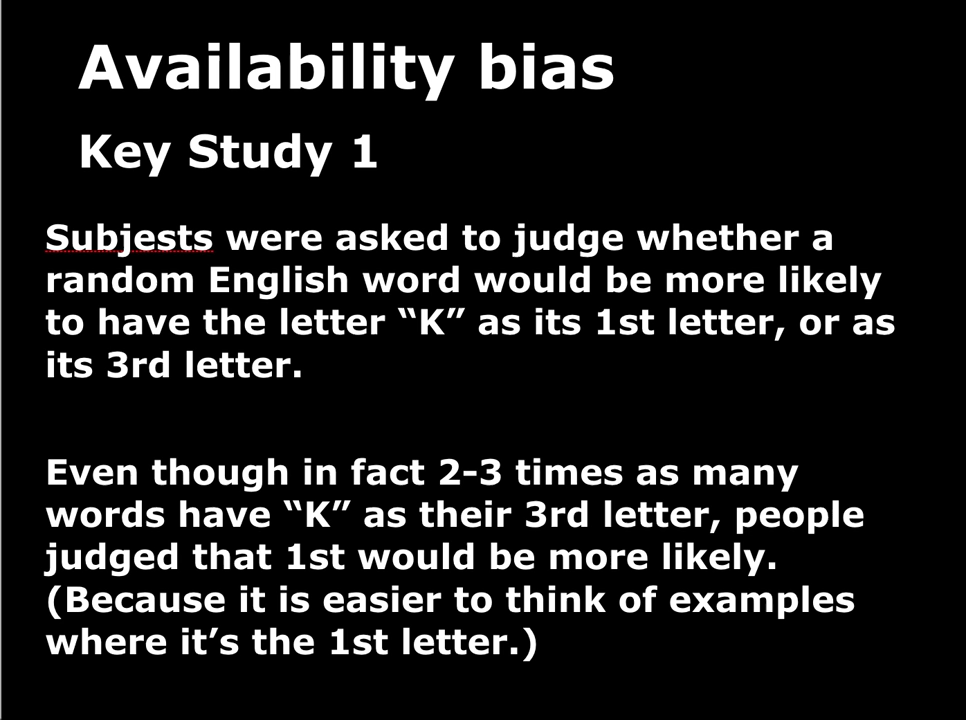 Availability bias
Key Study 1
Subjests were asked to judge whether a
random English word would be more likely
to have the letter “K” as its 1st letter, or as
its 3rd letter.
Even though in fact 2-3 times as many
words have “K” as their 3rd letter, people
judged that 1st would be more likely.
(Because it is easier to think of examples
where it’s the 1st letter.)